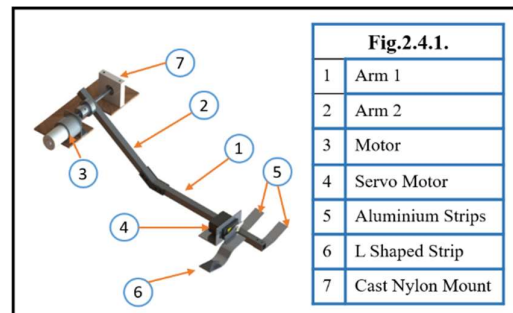 7
2
1
3
5
4
6
Fig.2.4.1.
1 Arm 1
2 Arm 2
3 Motor
4 Servo Motor
5 Aluminium Strips
6 L Shaped Strip
7 Cast Nylon Mount